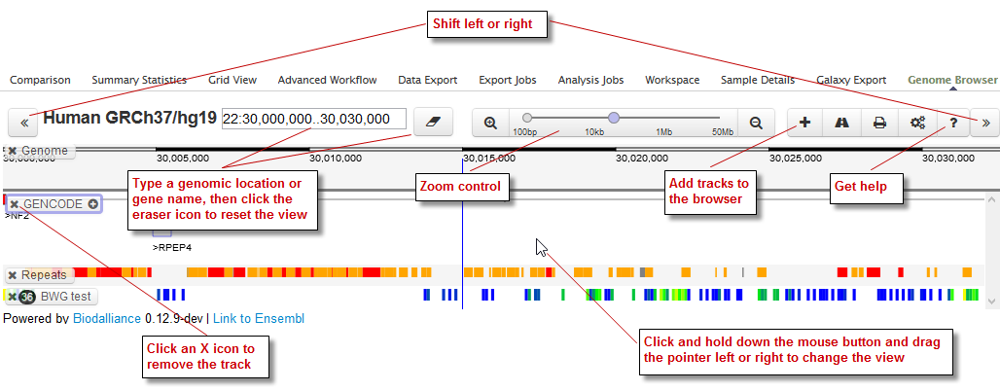 Shift left or right
Comparison Summary Statistics Grid View Advanced Workflow Data Export Export Jobs Analysis Jobs Workspace Sample Details Galaxy Export Genome Browser
« Human GRCh37/hg19 22:30,000,000..30,030,000 100bp 10kb 1Mb 50Mb + ? »
Genome
30,005,000 30,010,000 30,015,000 30,020,000 30,025,000 30,030,000
Type a genomic location or
gene name, then click the
eraser icon to reset the view
Zoom control
Add tracks to
the browser
Get help
GENCODE
>NF2
>RPEP4
Repeats
36 BWG test
Powered by Biodalliance 0.12.9-dev | Link to Ensembl
Click an X icon to
remove the track
Click and hold down the mouse button and drag
the pointer left or right to change the view